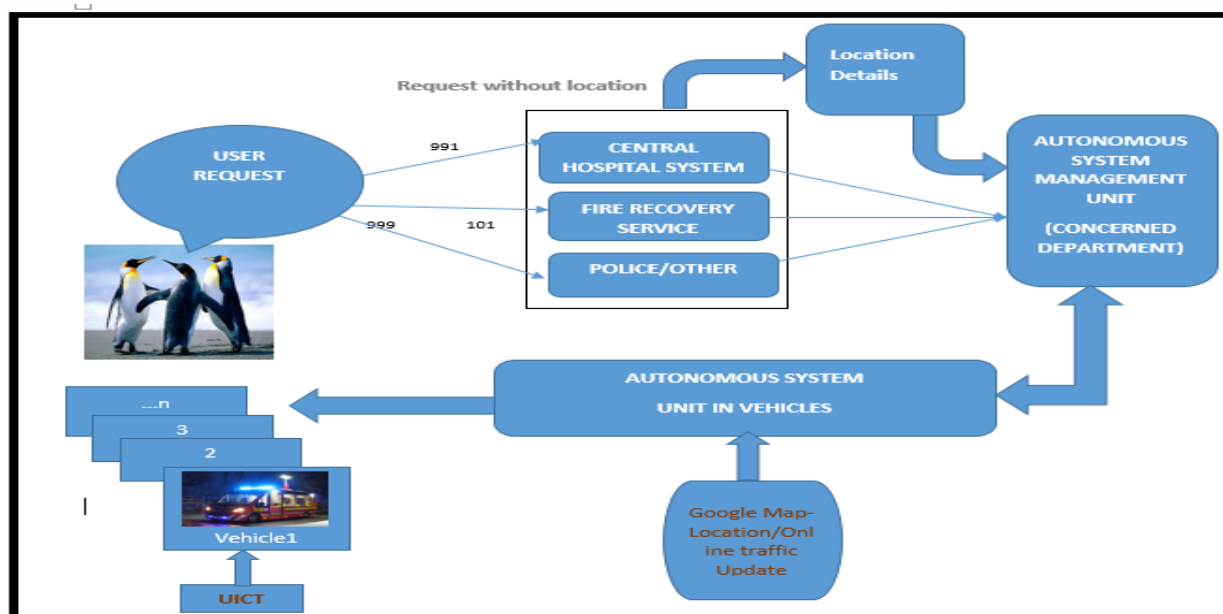 Location
Details
Request without location
991
USER
REQUEST
CENTRAL
HOSPITAL SYSTEM
AUTONOMOUS
SYSTEM
MANAGEMENT
UNIT
(CONCERNED
DEPARTMENT)
FIRE RECOVERY
SERVICE
999
101
POLICE/OTHER
AUTONOMOUS SYSTEM
UNIT IN VEHICLES
...n
3
2
Vehicle1
UICT
Google Map-
Location/Onl
ine traffic
Update